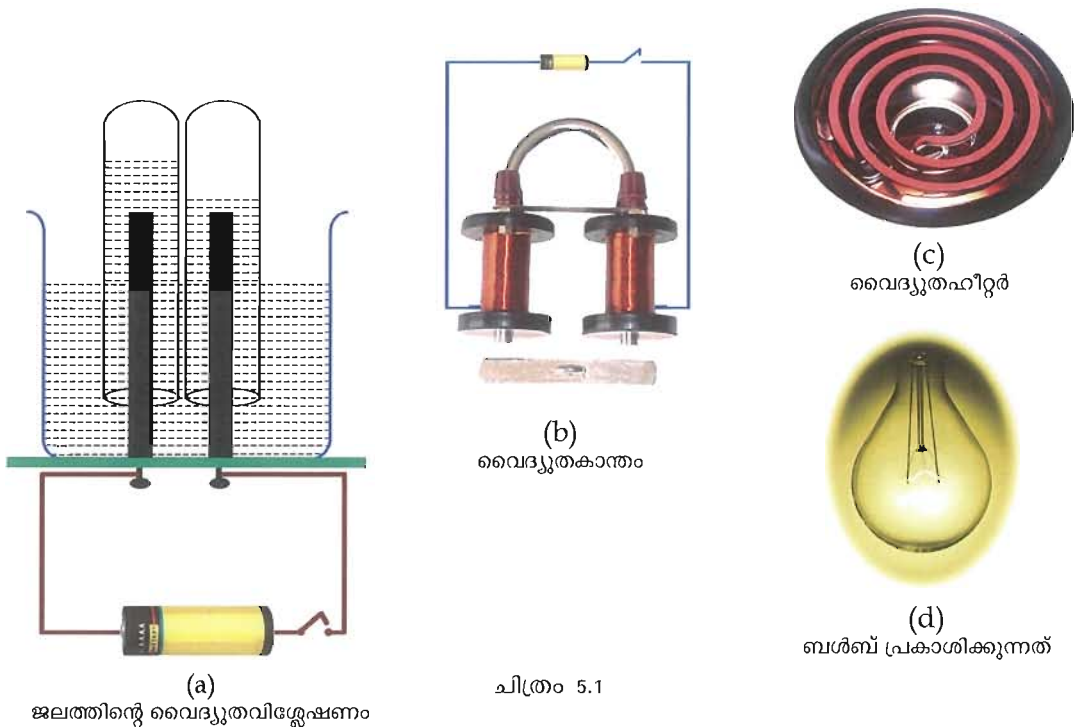 (a)
ജലത്തിന്റെ വൈദ്യുതവിശ്ലേഷണം
(b)
വൈദ്യുതകാന്തം
(c)
വൈദ്യുതഹീറ്റർ
(d)
ബൾബ് പ്രകാശിക്കുന്നത്
ചിത്രം 5.1